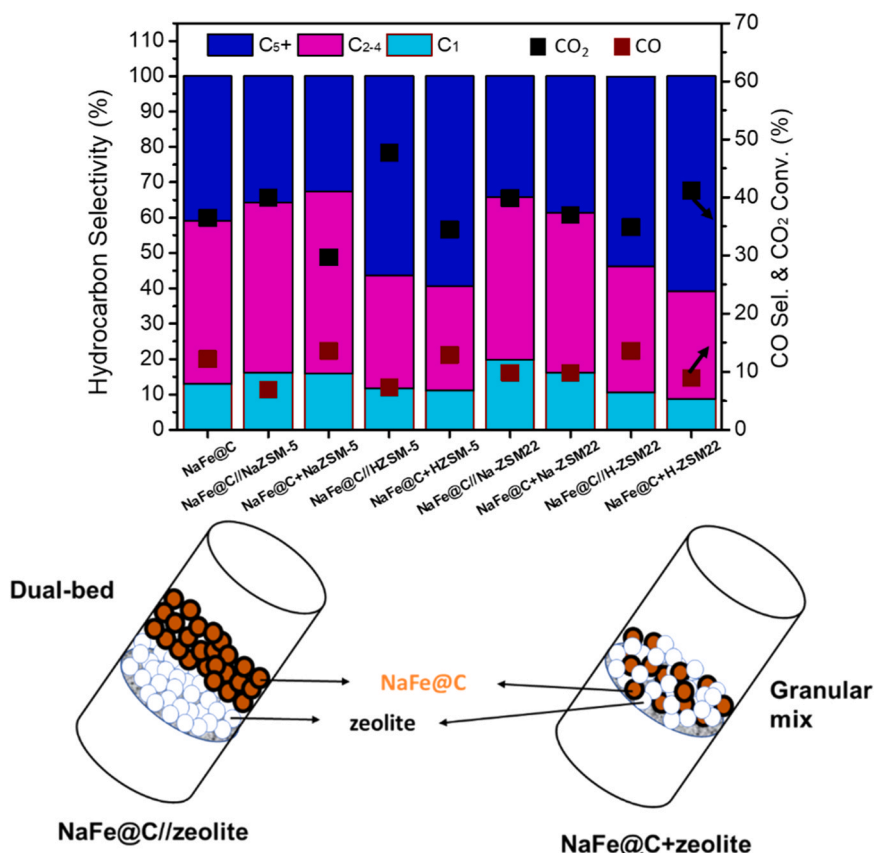 C₅+ C₂₋₄ C₁ CO₂ CO
Hydrocarbon Selectivity (%)
110
100
90
80
70
60
50
40
30
20
10
0
70
60
50
40
30
20
10
0
CO Sel. & CO₂ Conv. (%)
NaFe@C
NaFe@C//NaZSM-5
NaFe@C+NaZSM-5
NaFe@C//HZSM-5
NaFe@C+HZSM-5
NaFe@C//Na-ZSM22
NaFe@C+Na-ZSM22
NaFe@C//H-ZSM22
NaFe@C+H-ZSM22
Dual-bed
NaFe@C
zeolite
Granular
mix
NaFe@C//zeolite
NaFe@C+zeolite